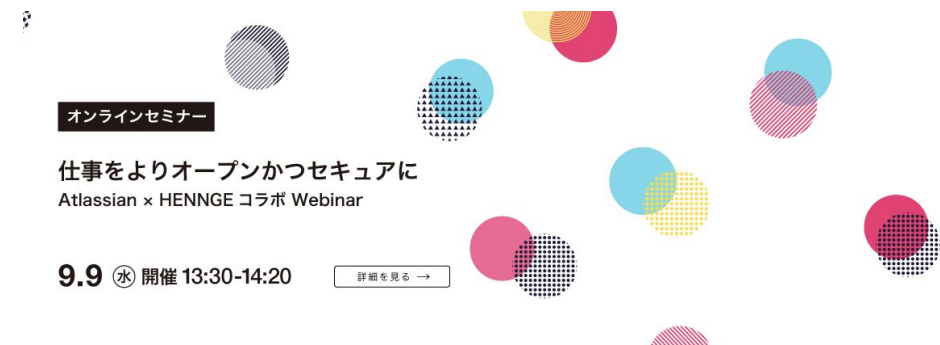 オンラインセミナー
仕事をよりオープンかつセキュアに
Atlassian × HENNGE コラボ Webinar
9.9 ㊌ 開催 13:30-14:20
詳細を見る →